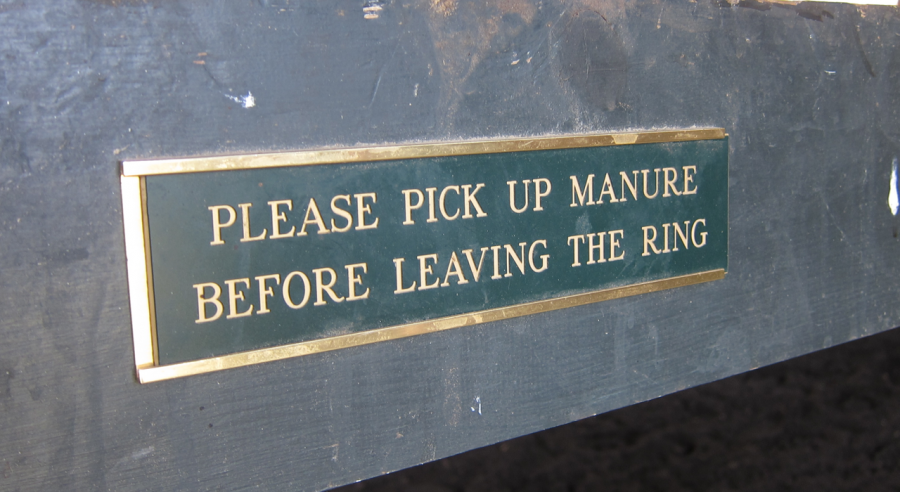 PLEASE PICK UP MANURE
BEFORE LEAVING THE RING